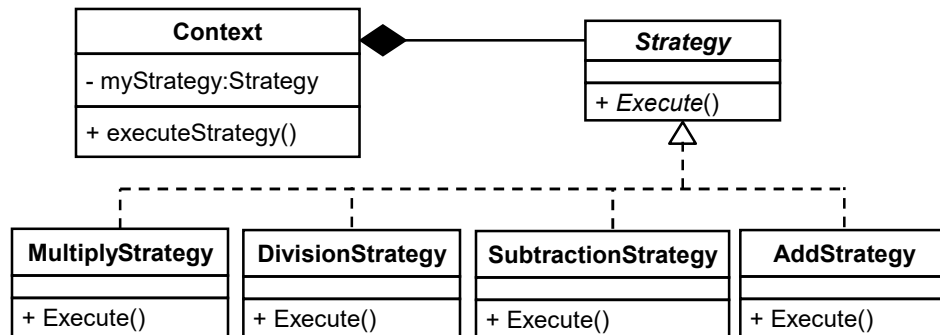 Context
- myStrategy:Strategy
+ executeStrategy()
Strategy
+ Execute()
MultiplyStrategy
+ Execute()
DivisionStrategy
+ Execute()
SubtractionStrategy
+ Execute()
AddStrategy
+ Execute()